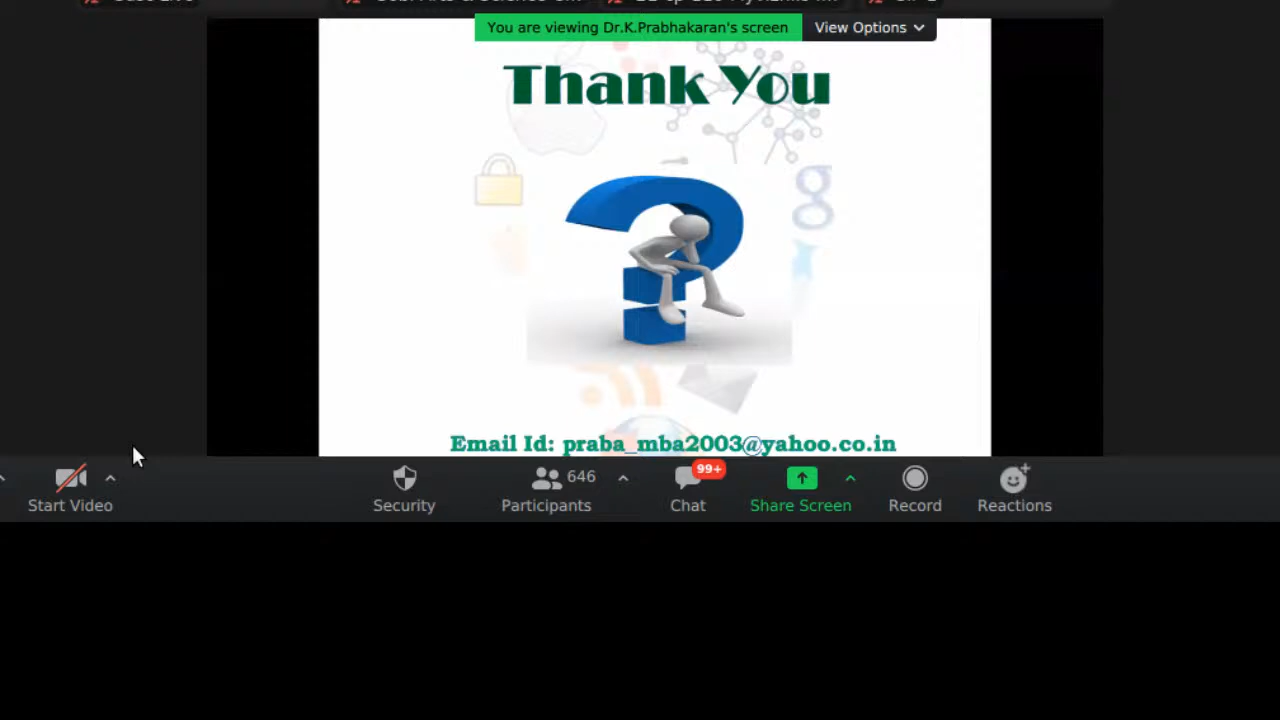 You are viewing Dr.K.Prabhakaran's screen View Options
Thank You
Email Id: praba_mba2003@yahoo.co.in
Start Video Security Participants 646 Chat 99+ Share Screen Record Reactions